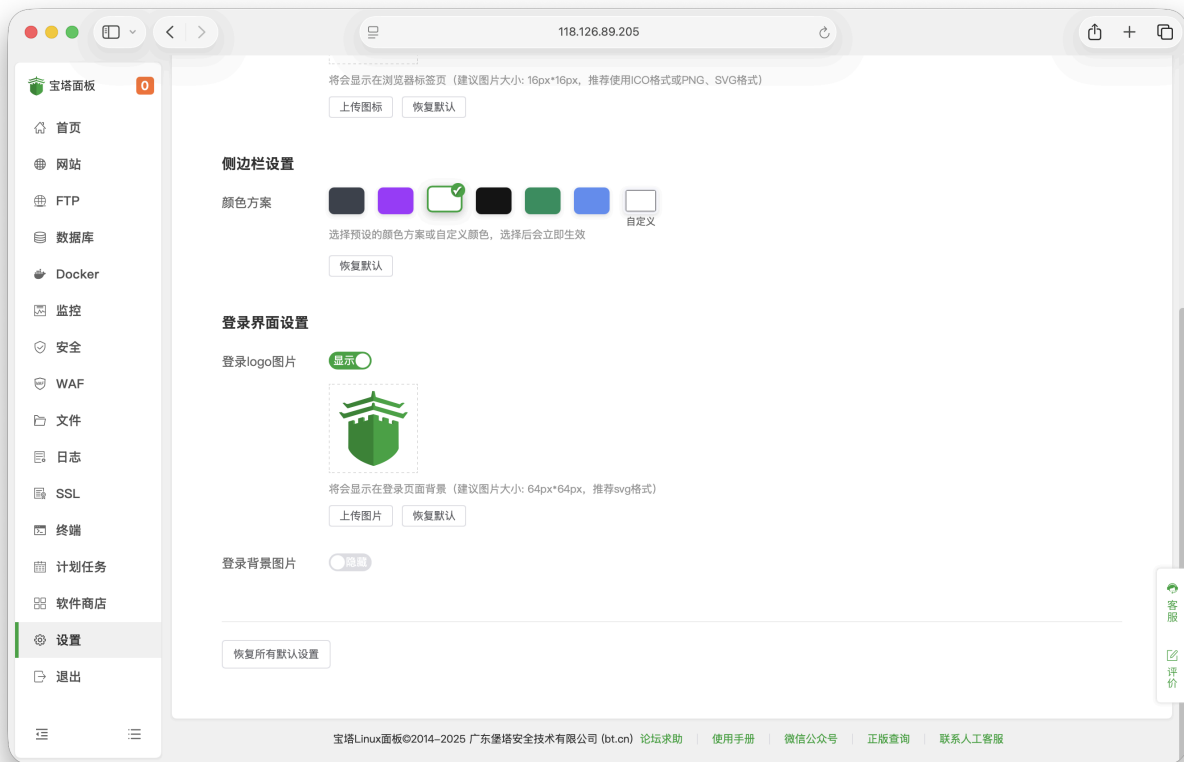 118.126.89.205
宝塔面板
0
首页
网站
FTP
数据库
Docker
监控
安全
WAF
文件
日志
SSL
终端
计划任务
软件商店
设置
退出
将会显示在浏览器标签页（建议图片大小: 16px*16px，推荐使用ICO格式或PNG、SVG格式）
上传图标
恢复默认
侧边栏设置
颜色方案
自定义
选择预设的颜色方案或自定义颜色，选择后会立即生效
恢复默认
登录界面设置
登录logo图片
显示
将会显示在登录页面背景（建议图片大小: 64px*64px，推荐svg格式）
上传图片
恢复默认
登录背景图片
隐藏
恢复所有默认设置
客服
评价
宝塔Linux面板©2014-2025 广东堡塔安全技术有限公司 (bt.cn) 论坛求助 使用手册 微信公众号 正版查询 联系人工客服